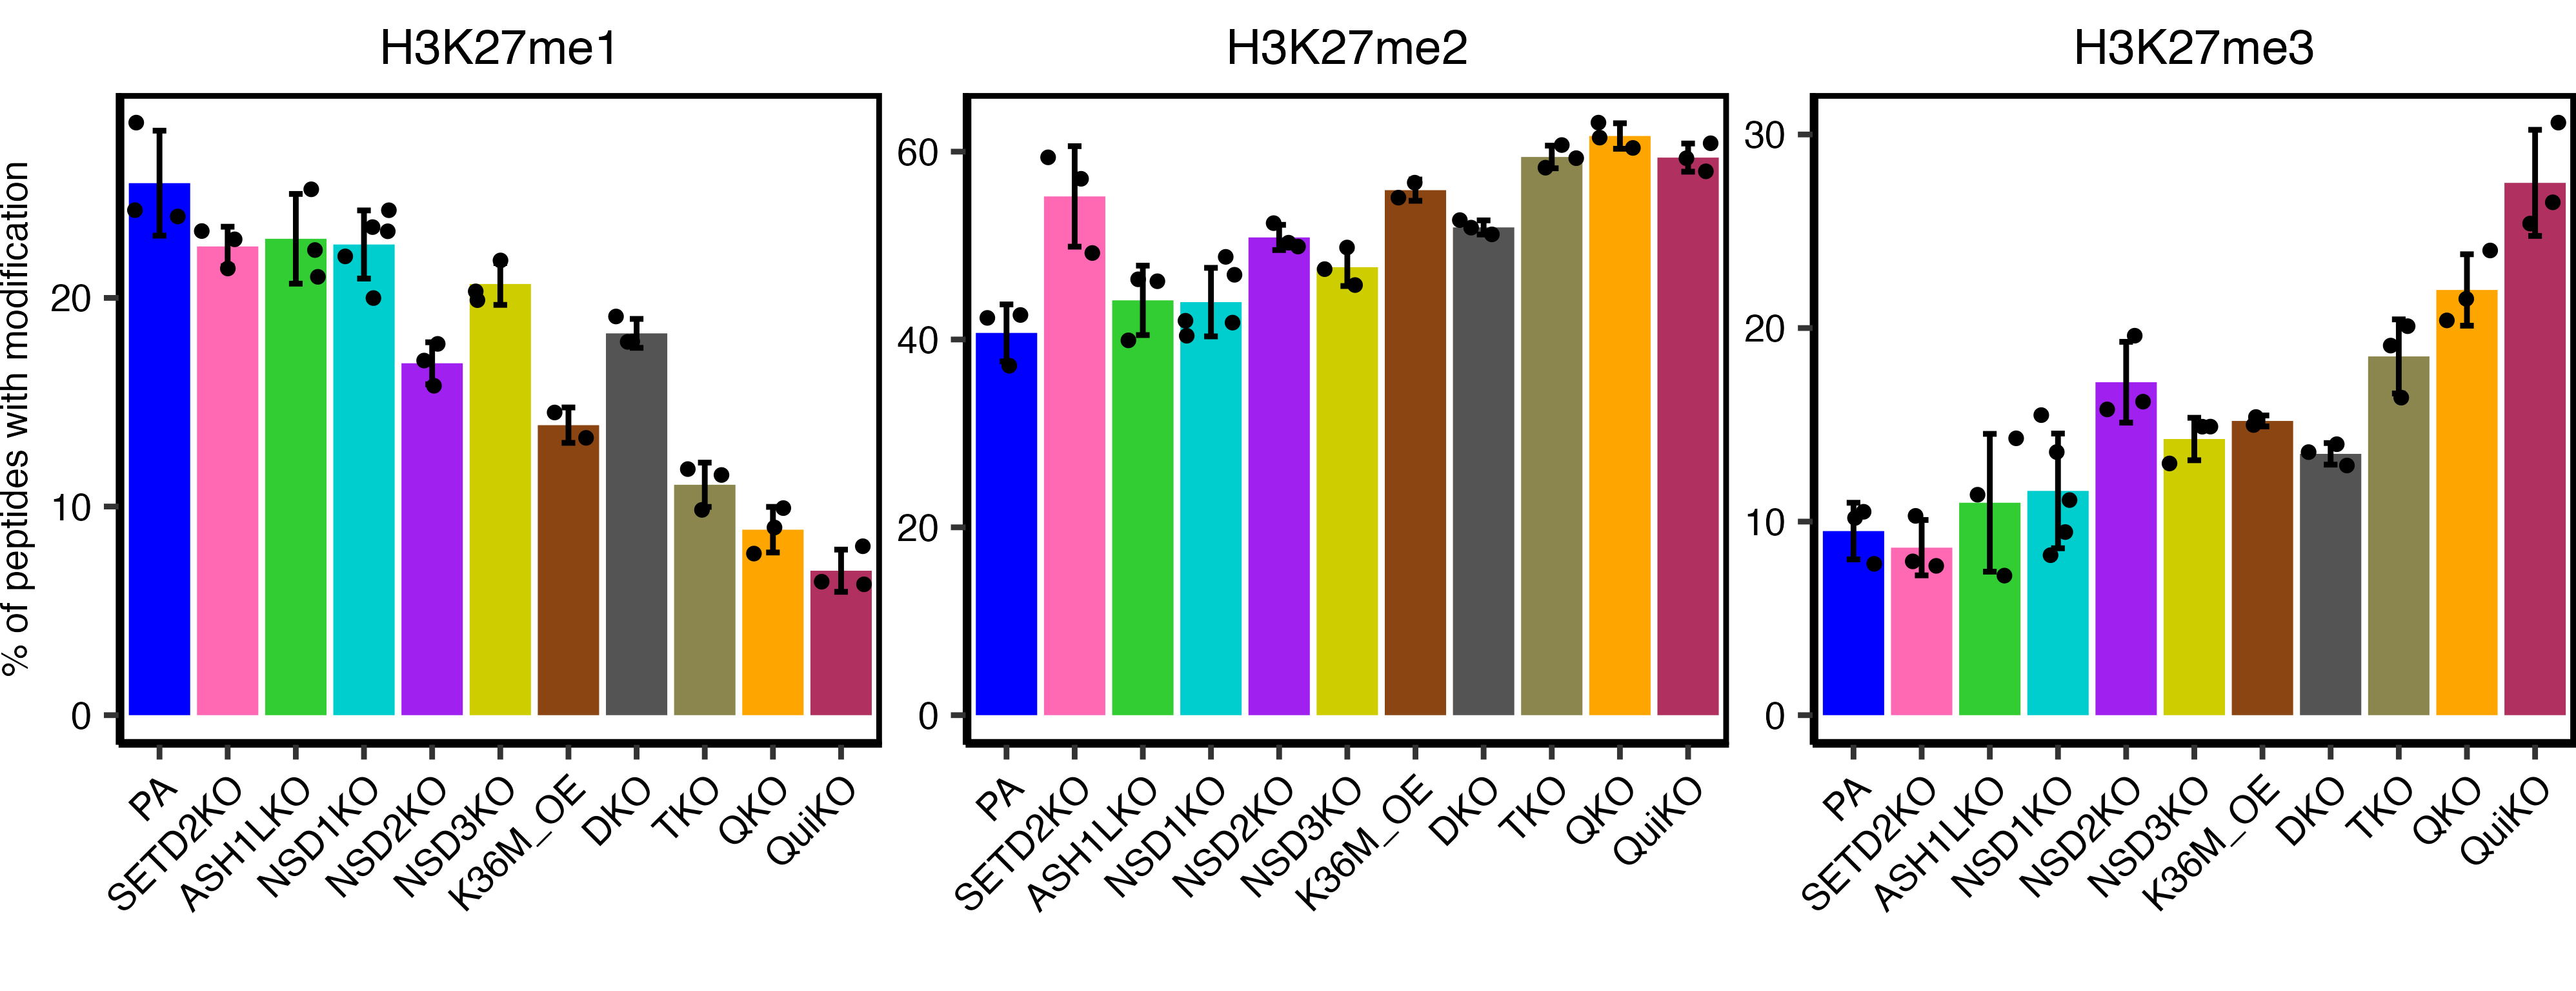 H3K27me1
H3K27me2
H3K27me3
% of peptides with modification
20
10
0
60
40
20
0
30
20
10
0
PA
SETD2KO
ASH1LKO
NSD1KO
NSD2KO
NSD3KO
K36M_OE
DKO
TKO
QKO
QuiKO
PA
SETD2KO
ASH1LKO
NSD1KO
NSD2KO
NSD3KO
K36M_OE
DKO
TKO
QKO
QuiKO
PA
SETD2KO
ASH1LKO
NSD1KO
NSD2KO
NSD3KO
K36M_OE
DKO
TKO
QKO
QuiKO